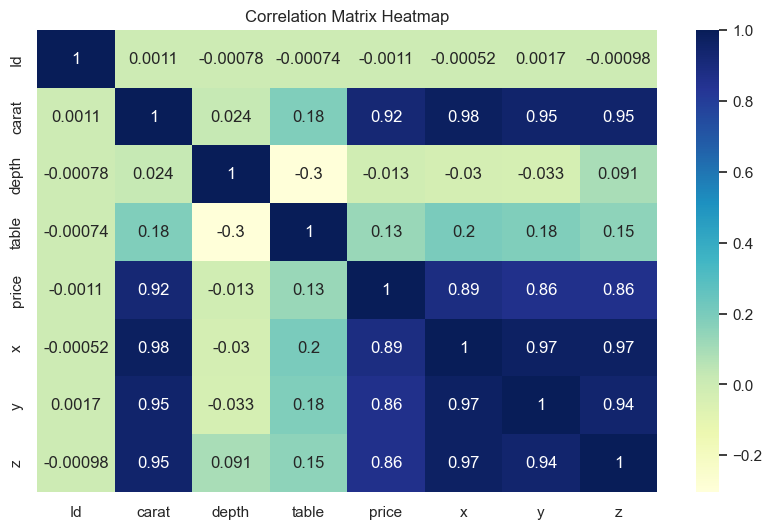 Correlation Matrix Heatmap
Id 1 0.0011 -0.00078 -0.00074 -0.0011 -0.00052 0.0017 -0.00098
carat 0.0011 1 0.024 0.18 0.92 0.98 0.95 0.95
depth -0.00078 0.024 1 -0.3 -0.013 -0.03 -0.033 0.091
table -0.00074 0.18 -0.3 1 0.13 0.2 0.18 0.15
price -0.0011 0.92 -0.013 0.13 1 0.89 0.86 0.86
x -0.00052 0.98 -0.03 0.2 0.89 1 0.97 0.97
y 0.0017 0.95 -0.033 0.18 0.86 0.97 1 0.94
z -0.00098 0.95 0.091 0.15 0.86 0.97 0.94 1
Id carat depth table price x y z
1.0
0.8
0.6
0.4
0.2
0.0
−0.2